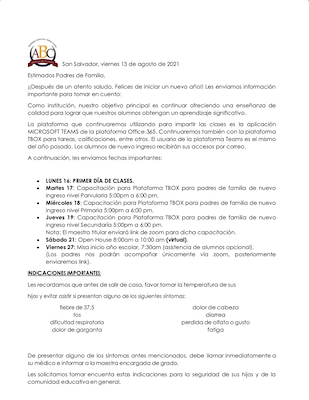 ABC
San Salvador, viernes 13 de agosto de 2021
Estimados Padres de Familia.
¡¡Después de un atento saludo, Felices de iniciar un nuevo año!! Les enviamos información
importante para tomar en cuenta:
Como institución, nuestro objetivo principal es continuar ofreciendo una enseñanza de
calidad para lograr que nuestros alumnos obtengan un aprendizaje significativo.
La plataforma que continuaremos utilizando para impartir las clases es la aplicación
MICROSOFT TEAMS de la plataforma Office 365. Continuaremos también con la plataforma
TBOX para tareas, calificaciones, entre otras. El usuario de la plataforma Teams es el mismo
del año pasado. Los alumnos de nuevo ingreso recibirán sus accesos por correo.
A continuación, les enviamos fechas importantes:
• LUNES 16: PRIMER DÍA DE CLASES.
• Martes 17: Capacitación para Plataforma TBOX para padres de familia de nuevo
ingreso nivel Parvularia 5:00pm a 6:00 pm.
• Miércoles 18: Capacitación para Plataforma TBOX para padres de familia de nuevo
ingreso nivel Primaria 5:00pm a 6:00 pm.
• Jueves 19: Capacitación para Plataforma TBOX para padres de familia de nuevo
ingreso nivel Secundaria 5:00pm a 6:00 pm.
Nota: El maestro titular enviará link de zoom para dicha capacitación.
• Sábado 21: Open House 8:00am a 10:00 am (virtual).
• Viernes 27: Misa inicio año escolar, 7:30am (asistencia de alumnos opcional).
(Los padres nos podrán acompañar únicamente vía zoom, posteriormente
enviaremos link).
INDICACIONES IMPORTANTES:
Les recordamos que antes de salir de casa, favor tomar la temperatura de sus
hijos y evitar asistir si presentan alguno de los siguientes síntomas:
fiebre de 37.5 dolor de cabeza
tos diarrea
dificultad respiratoria perdida de olfato o gusto
dolor de garganta fatiga
De presentar alguno de los síntomas antes mencionados, debe llamar inmediatamente a
su médico e informar a la maestra encargada de grado.
Les solicitamos tomar encuenta estas indicaciones para la seguridad de sus hijos y de la
comunidad educativa en general.